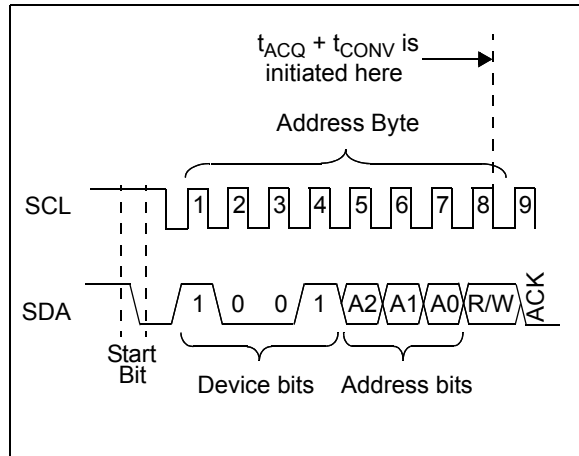 tACQ + tCONV is
initiated here
Address Byte
SCL
1 2 3 4 5 6 7 8 9
SDA
1 0 0 1 A2 A1 A0 R/W ACK
Start
Bit
Device bits
Address bits